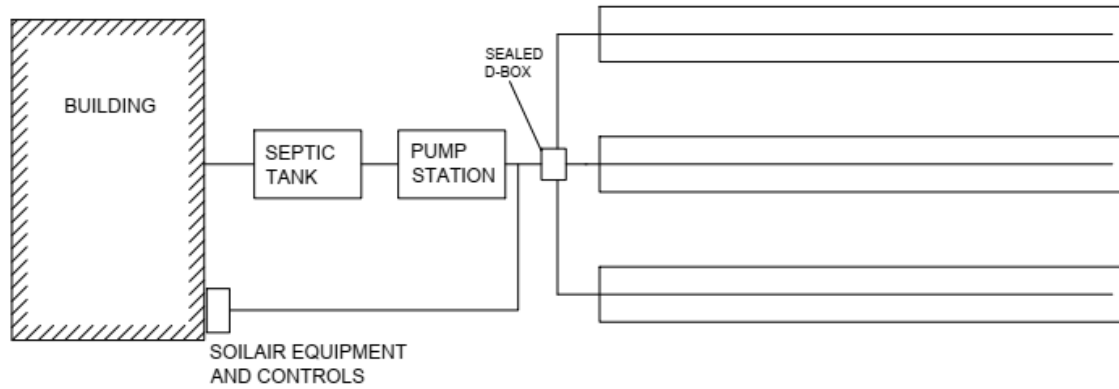 SEALED
D-BOX
BUILDING
SEPTIC
TANK
PUMP
STATION
SOILAIR EQUIPMENT
AND CONTROLS